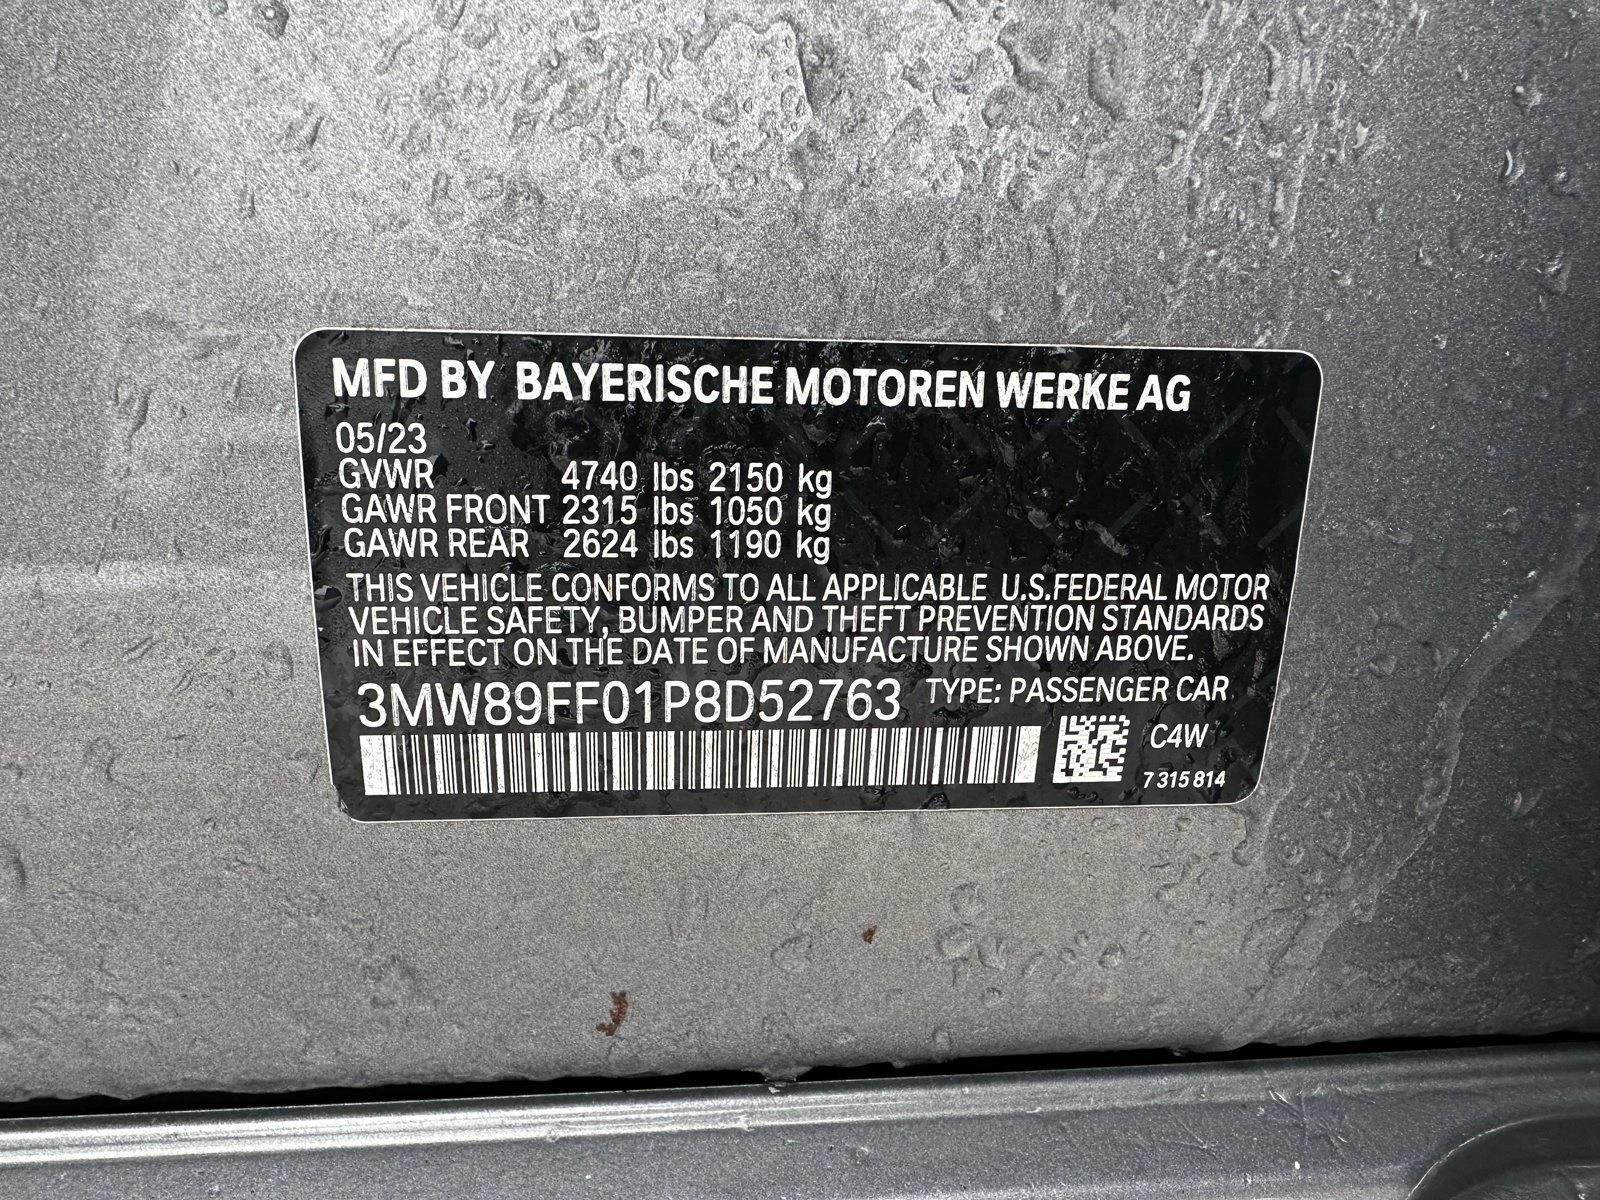 MFD BY BAYERISCHE MOTOREN WERKE AG
05/23
GVWR 4740 lbs 2150 kg
GAWR FRONT 2315 lbs 1050 kg
GAWR REAR 2624 lbs 1190 kg
THIS VEHICLE CONFORMS TO ALL APPLICABLE U.S.FEDERAL MOTOR
VEHICLE SAFETY, BUMPER AND THEFT PREVENTION STANDARDS
IN EFFECT ON THE DATE OF MANUFACTURE SHOWN ABOVE.
3MW89FF01P8D52763 TYPE: PASSENGER CAR
C4W
7 315 814